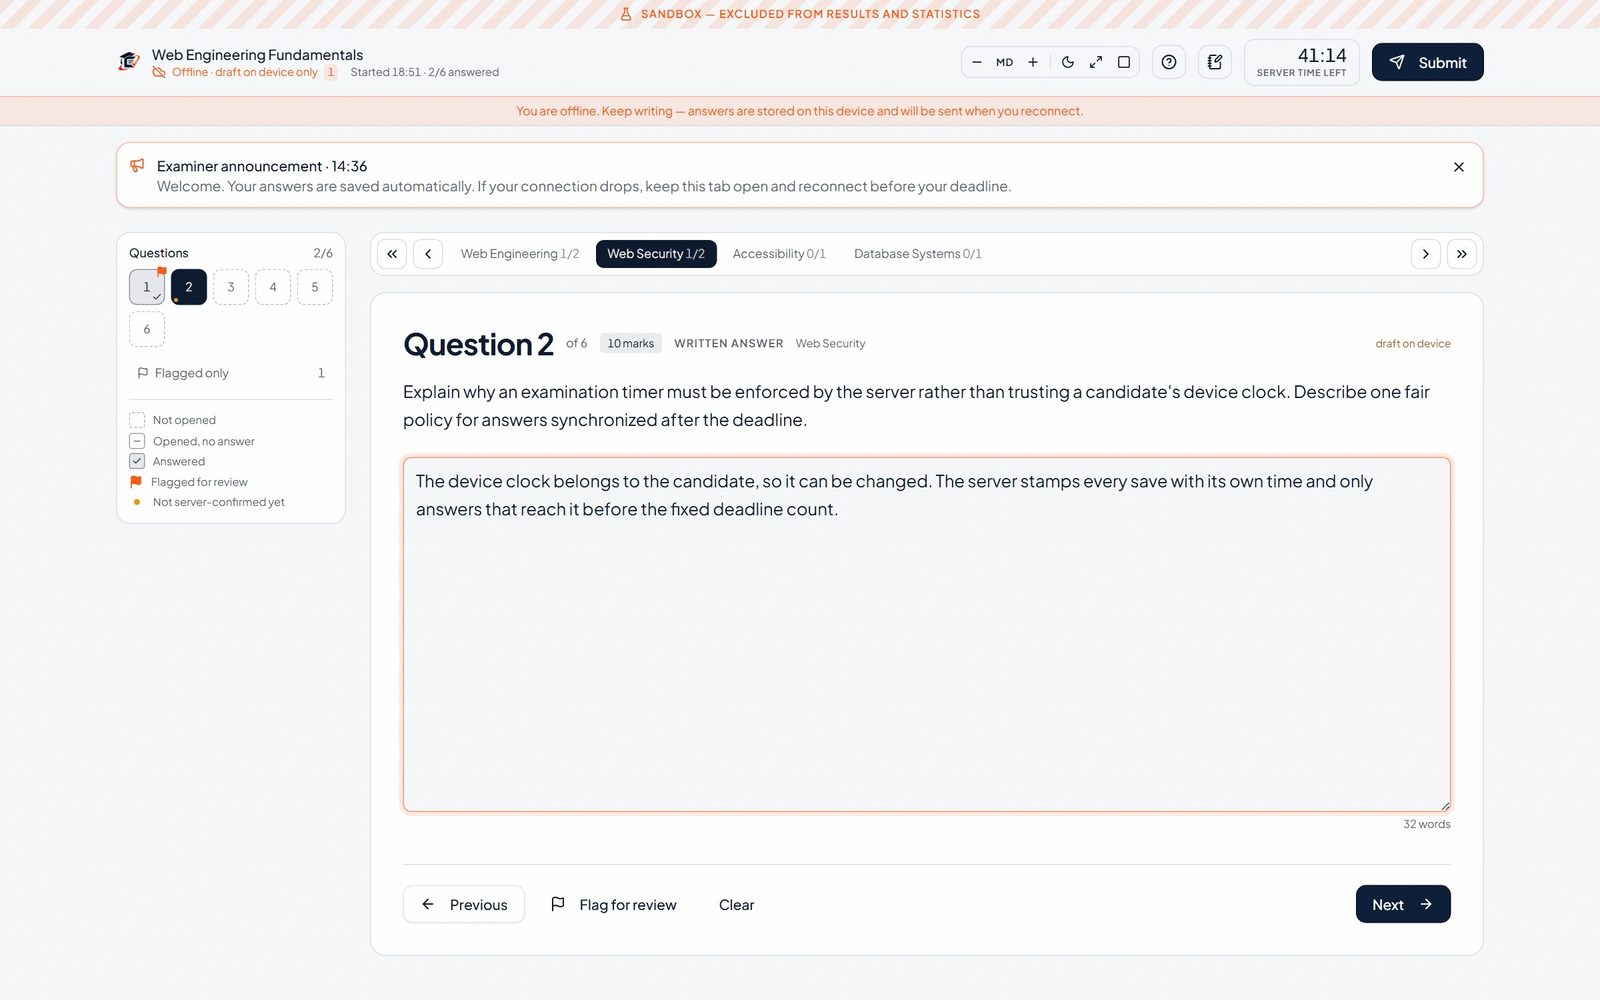 SANDBOX — EXCLUDED FROM RESULTS AND STATISTICS
Web Engineering Fundamentals
Offline · draft on device only 1 Started 18:51 · 2/6 answered
MD
41:14
SERVER TIME LEFT
Submit
You are offline. Keep writing — answers are stored on this device and will be sent when you reconnect.
Examiner announcement · 14:36
Welcome. Your answers are saved automatically. If your connection drops, keep this tab open and reconnect before your deadline.
Questions 2/6
1 2 3 4 5
6
Flagged only 1
Not opened
Opened, no answer
Answered
Flagged for review
Not server-confirmed yet
Web Engineering 1/2 Web Security 1/2 Accessibility 0/1 Database Systems 0/1
Question 2 of 6 10 marks WRITTEN ANSWER Web Security draft on device
Explain why an examination timer must be enforced by the server rather than trusting a candidate's device clock. Describe one fair
policy for answers synchronized after the deadline.
The device clock belongs to the candidate, so it can be changed. The server stamps every save with its own time and only
answers that reach it before the fixed deadline count.
32 words
Previous Flag for review Clear Next